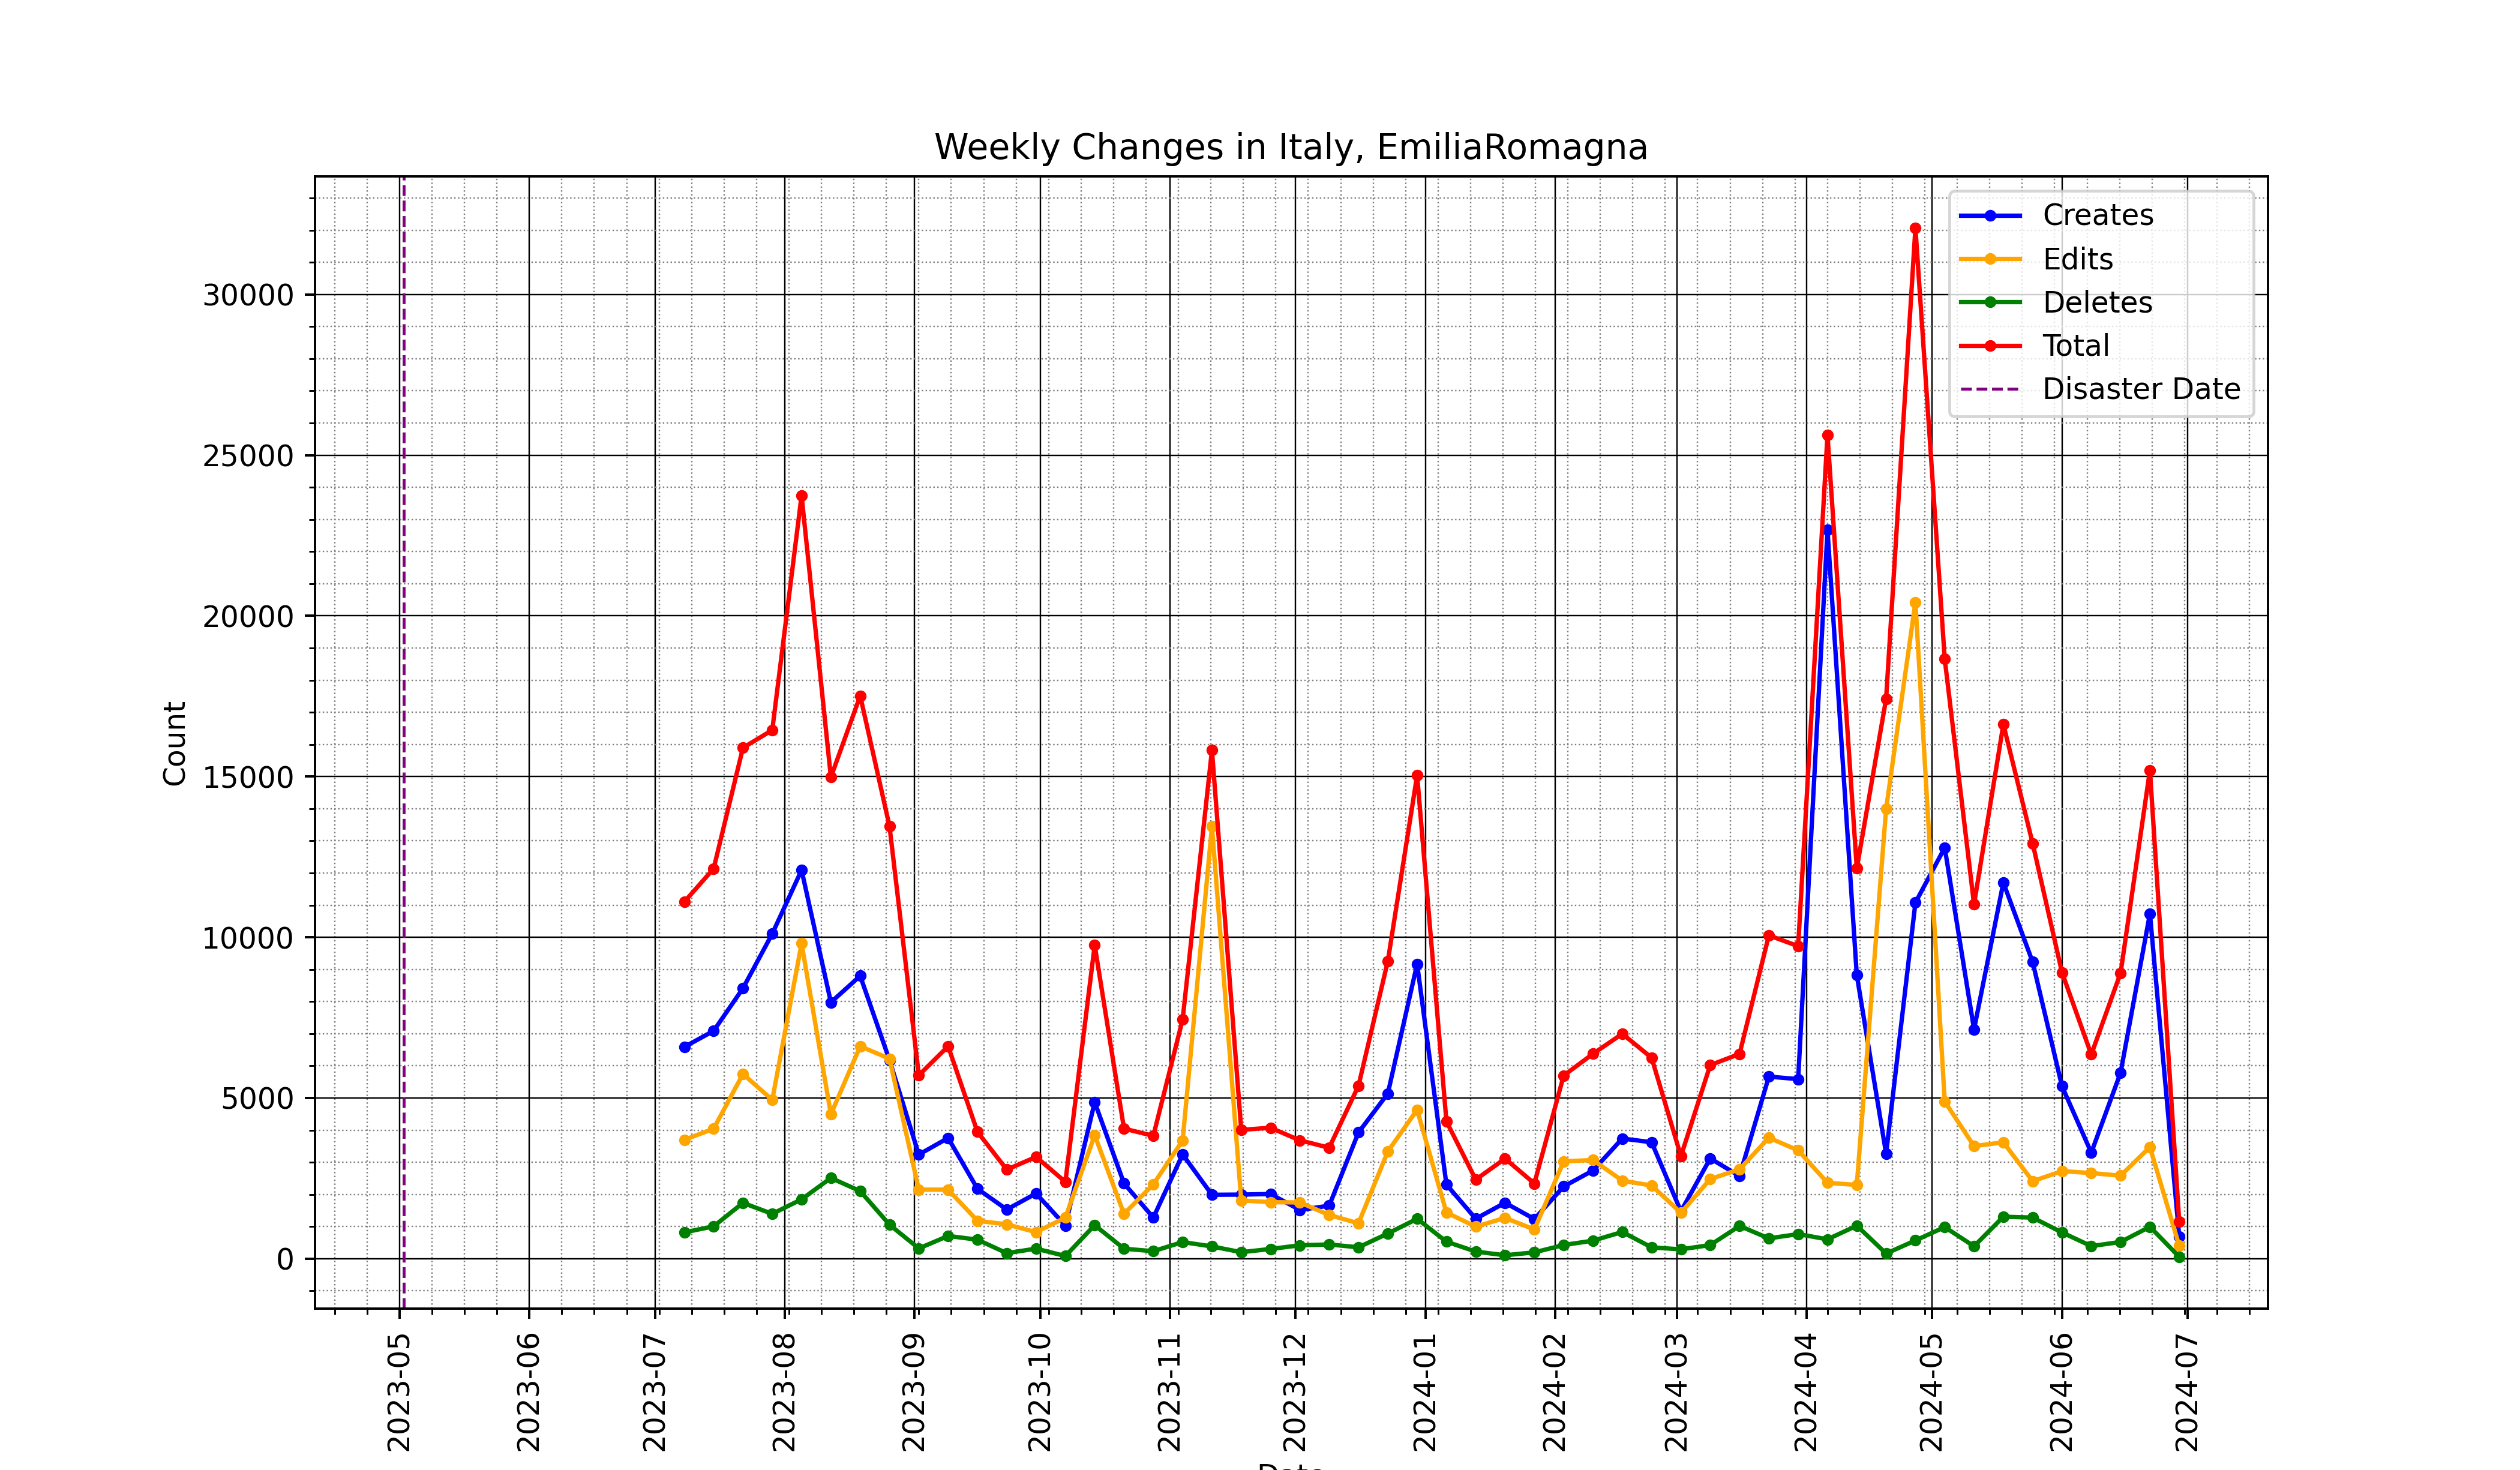 Weekly Changes in Italy, EmiliaRomagna
Creates
Edits
Deletes
Total
Disaster Date
30000
25000
20000
15000
10000
5000
0
Count
2023-05
2023-06
2023-07
2023-08
2023-09
2023-10
2023-11
2023-12
2024-01
2024-02
2024-03
2024-04
2024-05
2024-06
2024-07
Date